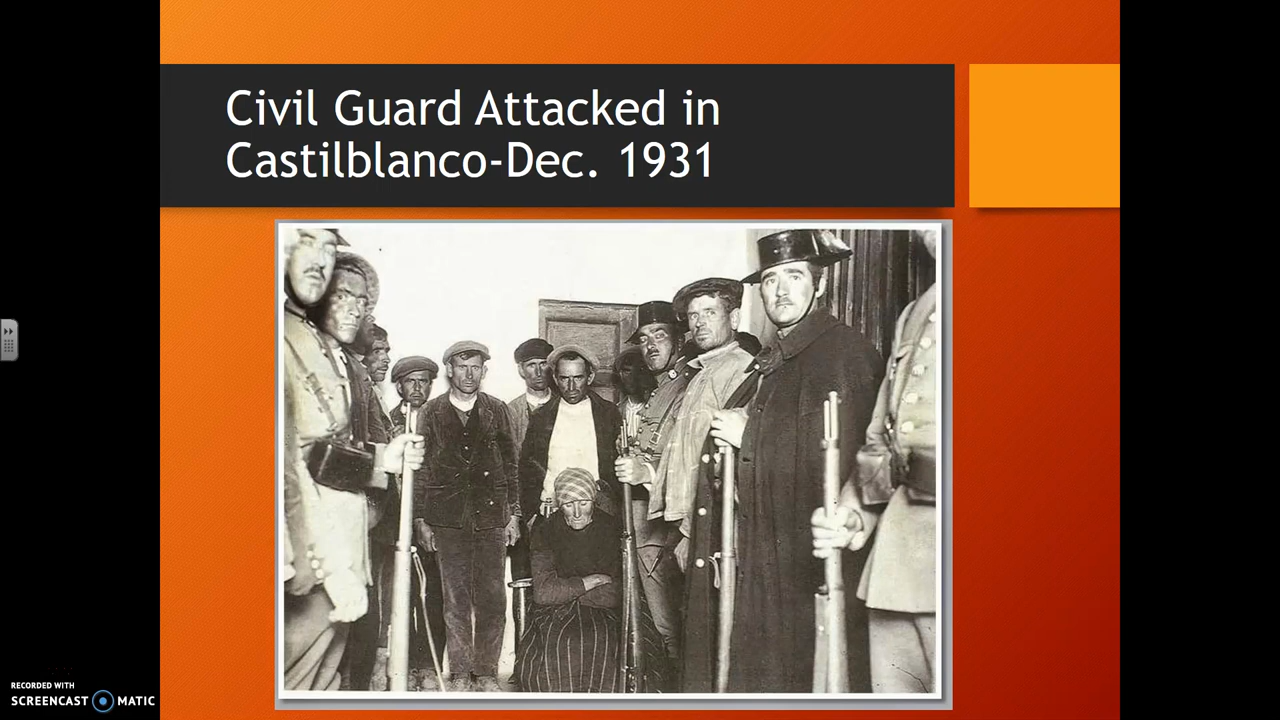 Civil Guard Attacked in
Castilblanco-Dec. 1931
RECORDED WITH
SCREENCAST MATIC